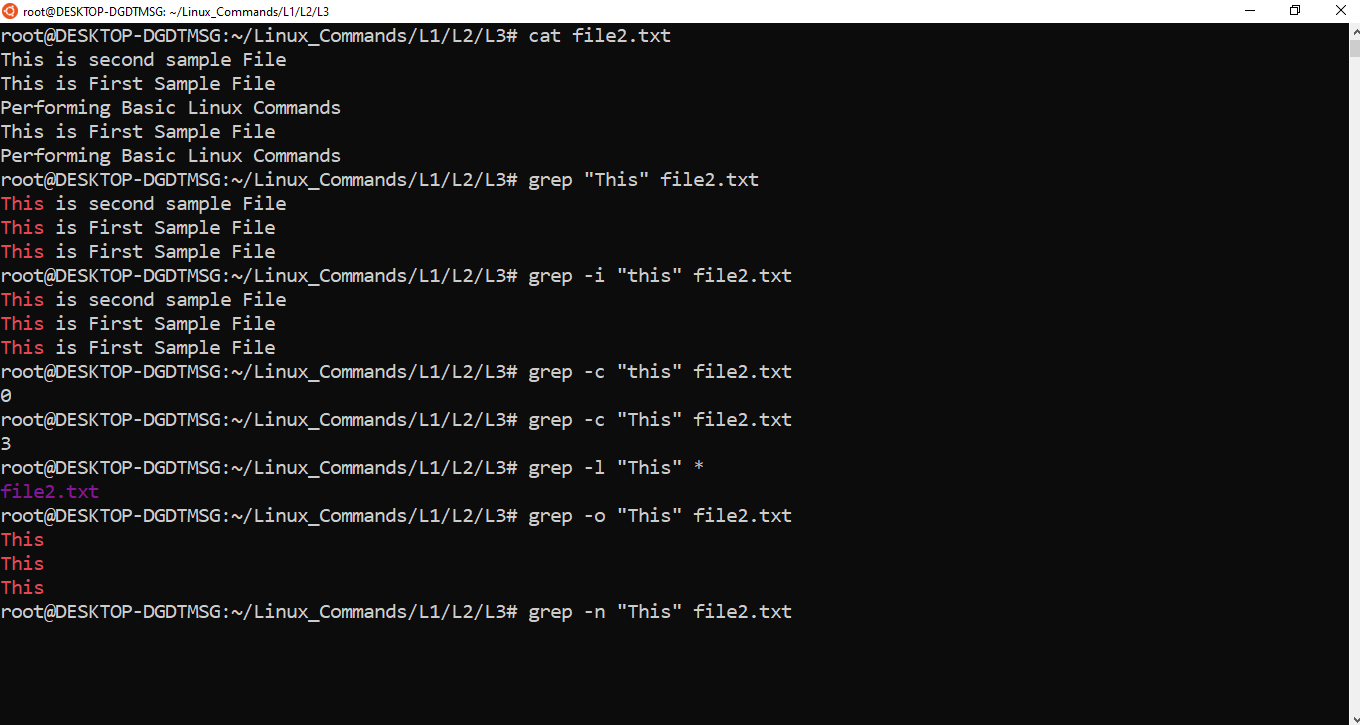 root@DESKTOP-DGDTMSG: ~/Linux_Commands/L1/L2/L3
root@DESKTOP-DGDTMSG:~/Linux_Commands/L1/L2/L3# cat file2.txt
This is second sample File
This is First Sample File
Performing Basic Linux Commands
This is First Sample File
Performing Basic Linux Commands
root@DESKTOP-DGDTMSG:~/Linux_Commands/L1/L2/L3# grep "This" file2.txt
This is second sample File
This is First Sample File
This is First Sample File
root@DESKTOP-DGDTMSG:~/Linux_Commands/L1/L2/L3# grep -i "this" file2.txt
This is second sample File
This is First Sample File
This is First Sample File
root@DESKTOP-DGDTMSG:~/Linux_Commands/L1/L2/L3# grep -c "this" file2.txt
0
root@DESKTOP-DGDTMSG:~/Linux_Commands/L1/L2/L3# grep -c "This" file2.txt
3
root@DESKTOP-DGDTMSG:~/Linux_Commands/L1/L2/L3# grep -l "This" *
file2.txt
root@DESKTOP-DGDTMSG:~/Linux_Commands/L1/L2/L3# grep -o "This" file2.txt
This
This
This
root@DESKTOP-DGDTMSG:~/Linux_Commands/L1/L2/L3# grep -n "This" file2.txt